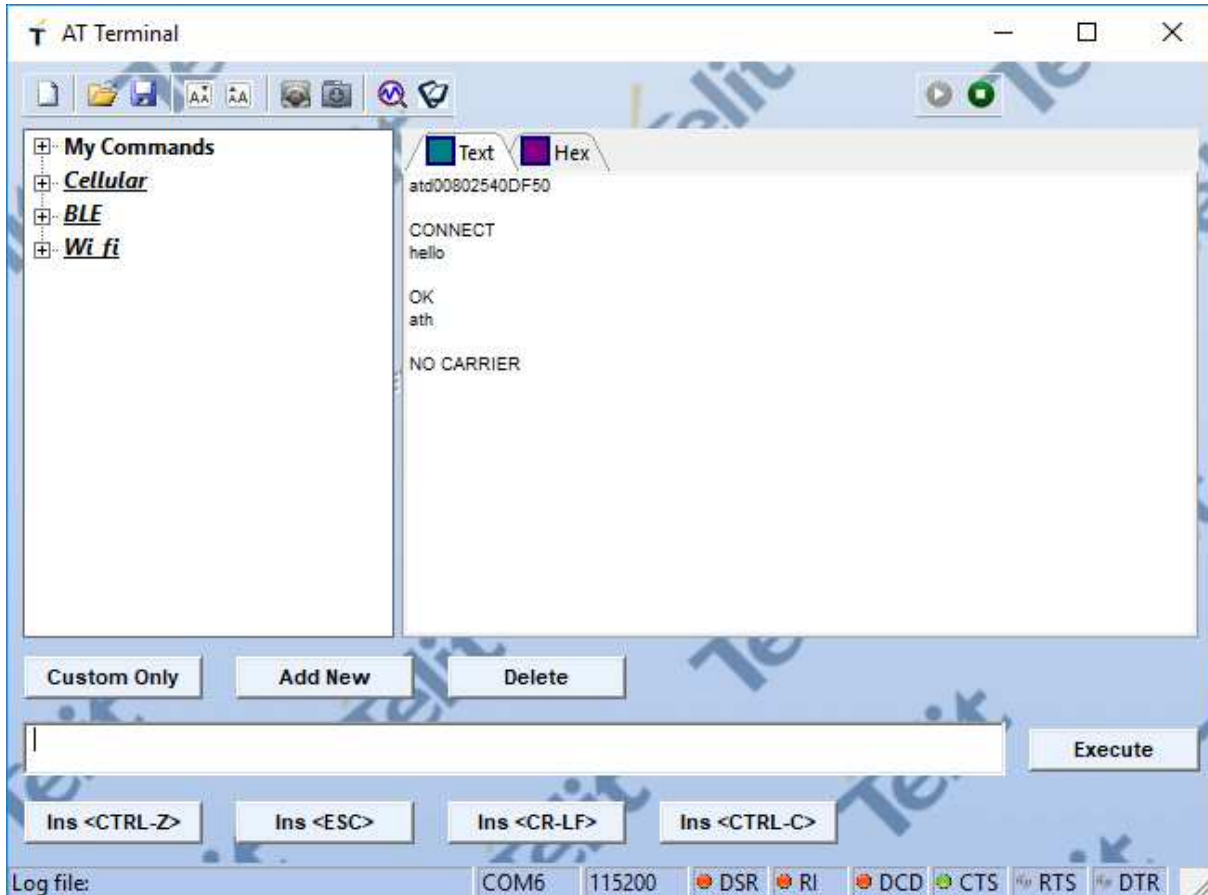 AT Terminal
My Commands
Cellular
BLE
Wi fi
Text Hex
atd00802540DF50
CONNECT
hello
OK
ath
NO CARRIER
Custom Only Add New Delete
Execute
Ins <CTRL-Z> Ins <ESC> Ins <CR-LF> Ins <CTRL-C>
Log file: COM6 115200 DSR RI DCD CTS RTS DTR
Telit